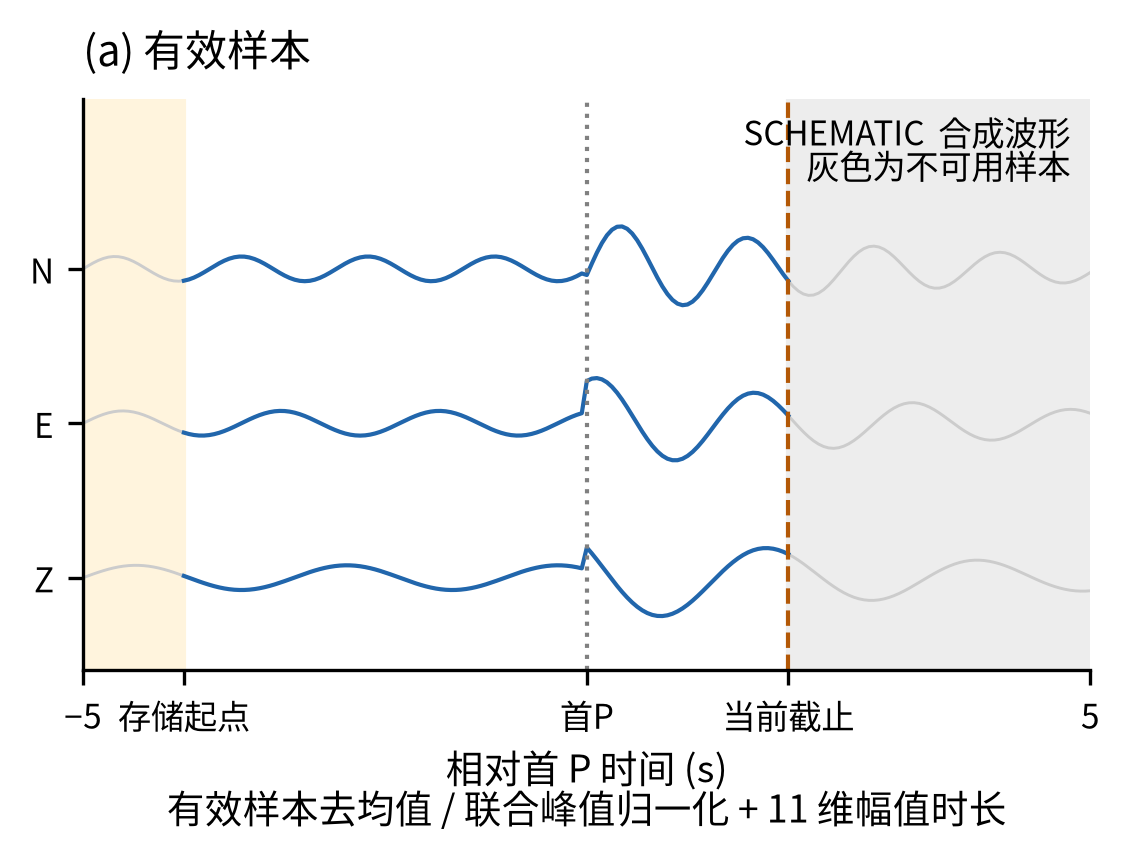 (a) 有效样本
SCHEMATIC 合成波形
灰色为不可用样本
N
E
Z
−5 存储起点 首P 当前截止 5
相对首 P 时间 (s)
有效样本去均值 / 联合峰值归一化 + 11 维幅值时长